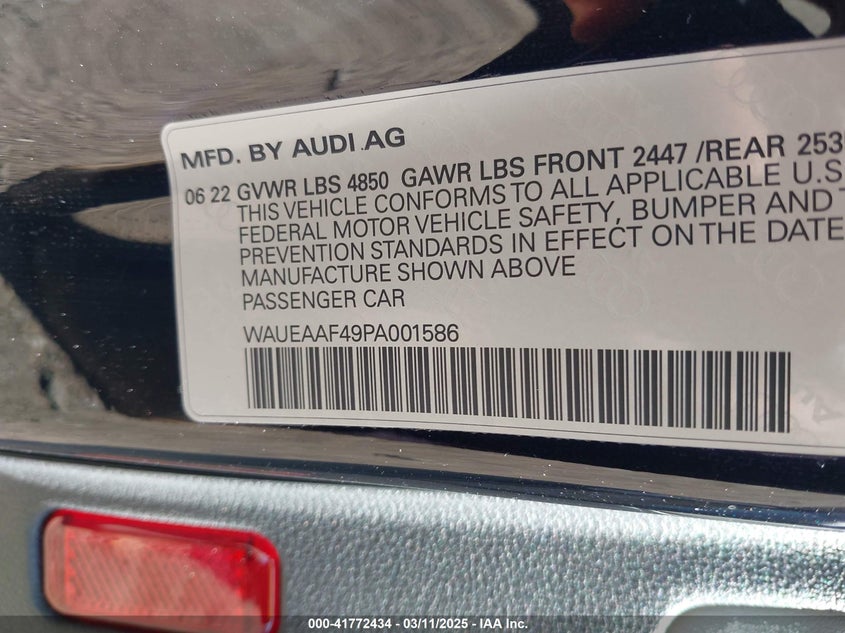 MFD. BY AUDI AG
06 22 GVWR LBS 4850 GAWR LBS FRONT 2447 /REAR 253
THIS VEHICLE CONFORMS TO ALL APPLICABLE U.S
FEDERAL MOTOR VEHICLE SAFETY, BUMPER AND T
PREVENTION STANDARDS IN EFFECT ON THE DATE
MANUFACTURE SHOWN ABOVE
PASSENGER CAR
WAUEAAF49PA001586
000-41772434 - 03/11/2025 - IAA Inc.